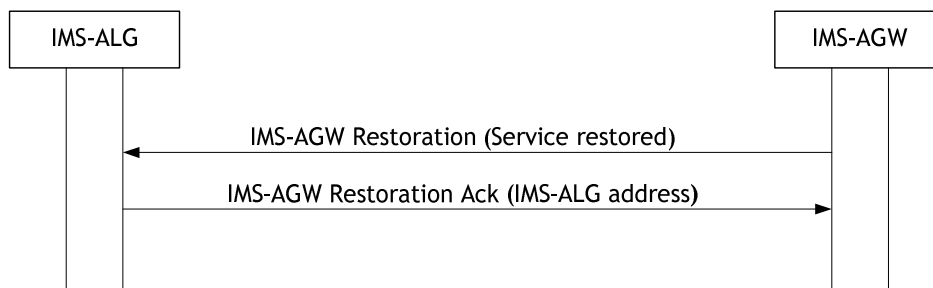 IMS-ALG
IMS-AGW
IMS-AGW Restoration (Service restored)
IMS-AGW Restoration Ack (IMS-ALG address)